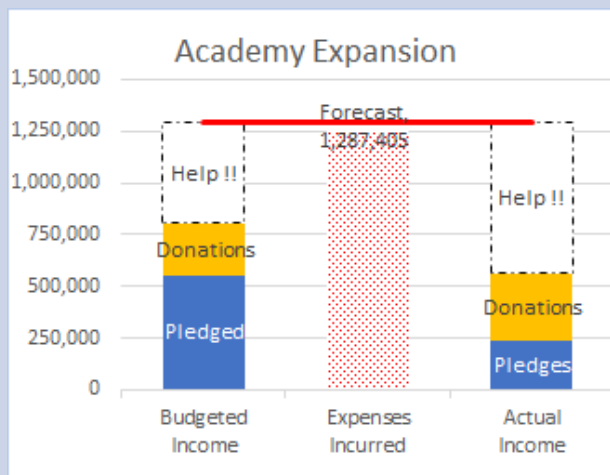 Academy Expansion
1,500,000
1,250,000
1,000,000
750,000
500,000
250,000
0
Forecast,
1,287,405
Help !!
Donations
Pledged
Help !!
Donations
Pledges
Budgeted
Income
Expenses
Incurred
Actual
Income